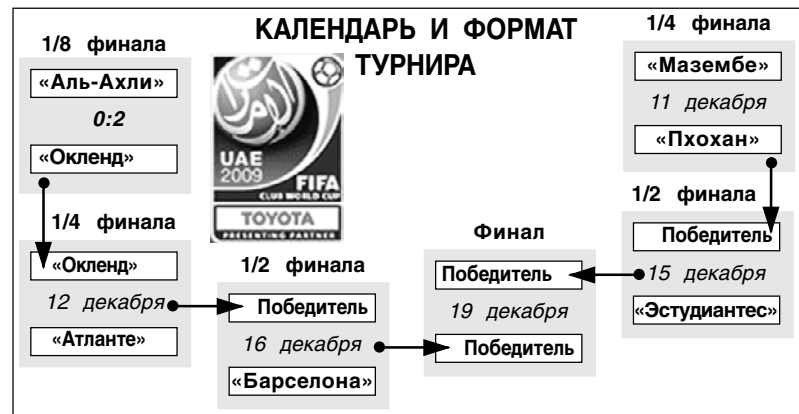 КАЛЕНДАРЬ И ФОРМАТ
ТУРНИРА
1/8 финала
«Аль-Ахли»
0:2
«Окленд»
1/4 финала
«Окленд»
12 декабря
«Атланте»
UAE
2009
FIFA
CLUB WORLD CUP
TOYOTA
PRESENTING PARTNER
1/2 финала
Победитель
16 декабря
«Барселона»
Финал
Победитель
19 декабря
Победитель
1/4 финала
«Маземbе»
11 декабря
«Пхохан»
1/2 финала
Победитель
15 декабря
«Эстудиантес»